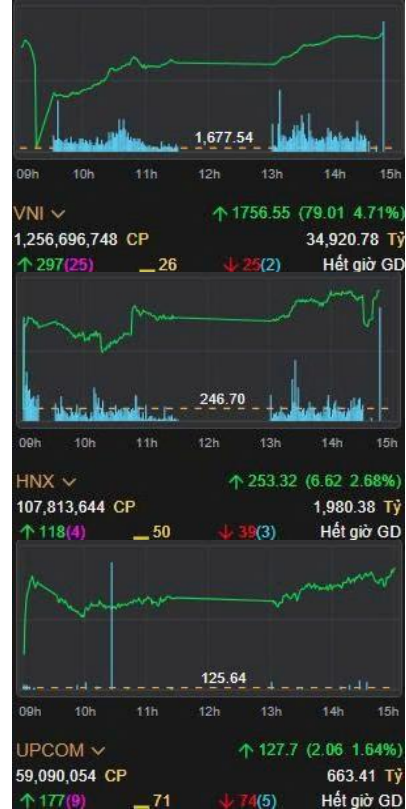 1,677.54
09h 10h 11h 12h 13h 14h 15h
VNI ↑ 1756.55 (79.01 4.71%)
1,256,696,748 CP 34,920.78 Tỷ
↑ 297(25) 26 ↓ 25(2) Hết giờ GD
246.70
09h 10h 11h 12h 13h 14h 15h
HNX ↑ 253.32 (6.62 2.68%)
107,813,644 CP 1,980.38 Tỷ
↑ 118(4) 50 ↓ 39(3) Hết giờ GD
125.64
09h 10h 11h 12h 13h 14h 15h
UPCOM ↑ 127.7 (2.06 1.64%)
59,090,054 CP 663.41 Tỷ
↑ 177(9) 71 ↓ 74(5) Hết giờ GD